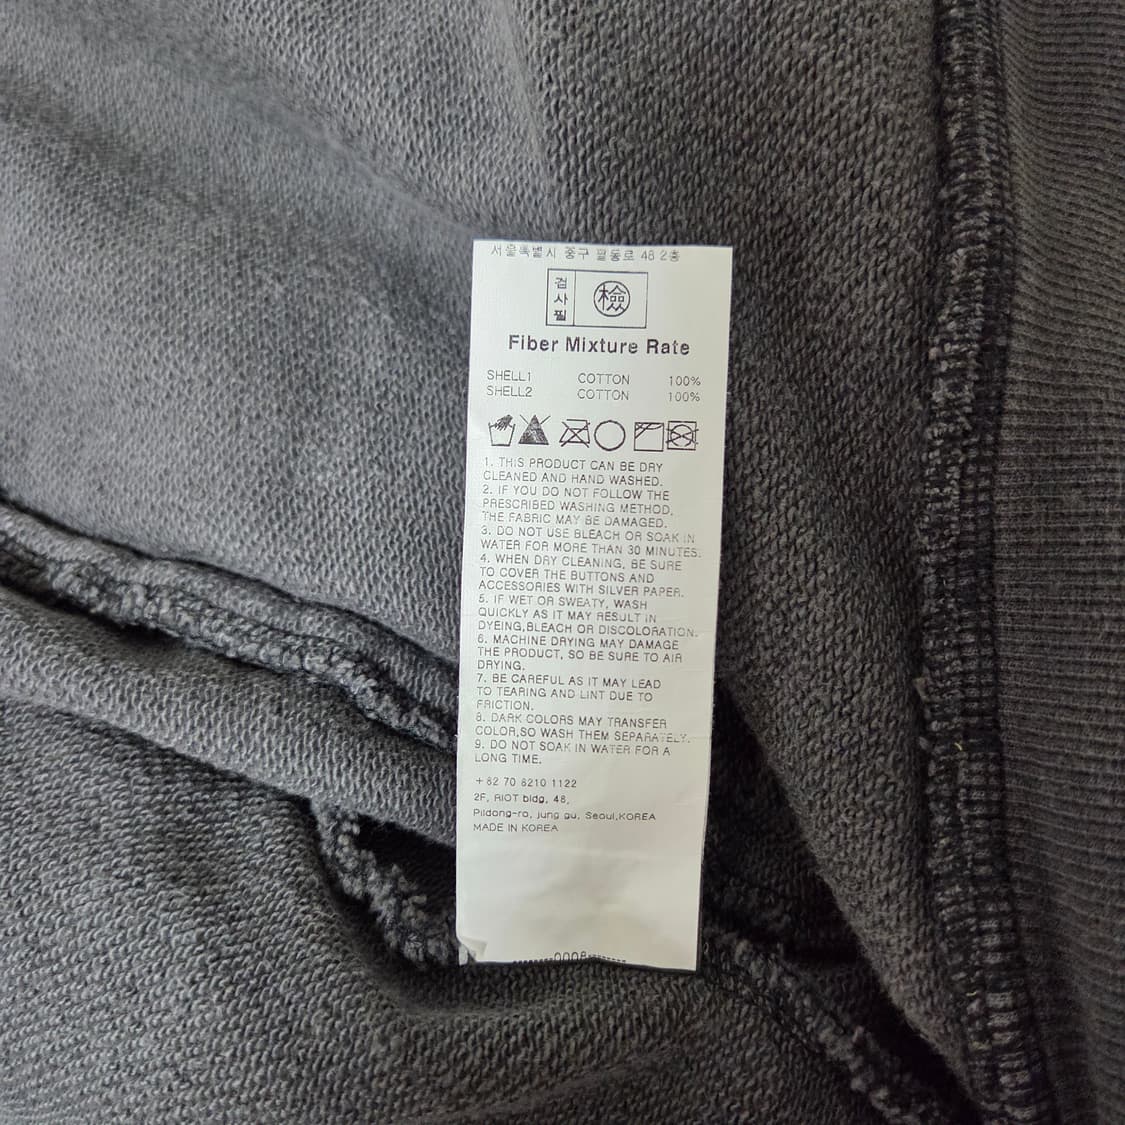 서울특별시 중구 필동로 48 2층
검사필 檢
Fiber Mixture Rate
SHELL1 COTTON 100%
SHELL2 COTTON 100%
1. THIS PRODUCT CAN BE DRY
CLEANED AND HAND WASHED.
2. IF YOU DO NOT FOLLOW THE
PRESCRIBED WASHING METHOD,
THE FABRIC MAY BE DAMAGED.
3. DO NOT USE BLEACH OR SOAK IN
WATER FOR MORE THAN 30 MINUTES.
4. WHEN DRY CLEANING, BE SURE
TO COVER THE BUTTONS AND
ACCESSORIES WITH SILVER PAPER.
5. IF WET OR SWEATY, WASH
QUICKLY AS IT MAY RESULT IN
DYEING,BLEACH OR DISCOLORATION.
6. MACHINE DRYING MAY DAMAGE
THE PRODUCT, SO BE SURE TO AIR
DRYING.
7. BE CAREFUL AS IT MAY LEAD
TO TEARING AND LINT DUE TO
FRICTION.
8. DARK COLORS MAY TRANSFER
COLOR,SO WASH THEM SEPARATELY.
9. DO NOT SOAK IN WATER FOR A
LONG TIME.
+82 70 8210 1122
2F, RIOT bldg, 48,
Pildong-ro, jung gu, Seoul,KOREA
MADE IN KOREA